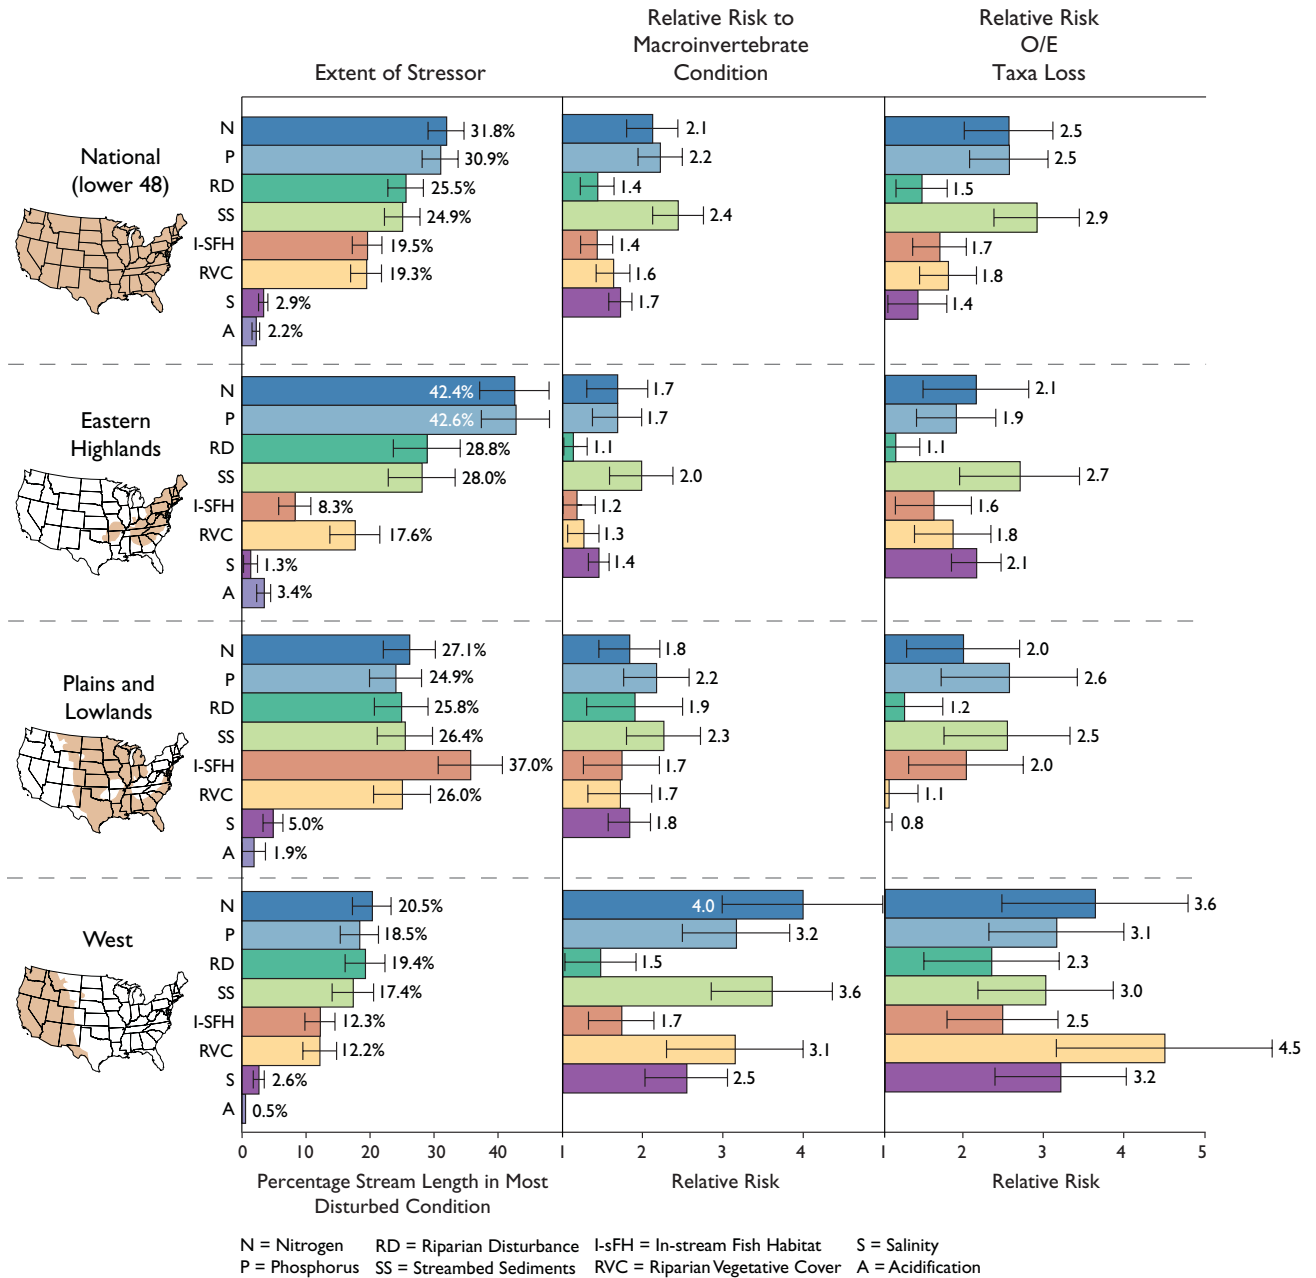 Extent of Stressor
Relative Risk to
Macroinvertebrate
Condition
Relative Risk
O/E
Taxa Loss
National
(lower 48)
N 31.8% 2.1 2.5
P 30.9% 2.2 2.5
RD 25.5% 1.4 1.5
SS 24.9% 2.4 2.9
I-SFH 19.5% 1.4 1.7
RVC 19.3% 1.6 1.8
S 2.9% 1.7 1.4
A 2.2%
Eastern
Highlands
N 42.4% 1.7 2.1
P 42.6% 1.7 1.9
RD 28.8% 1.1 1.1
SS 28.0% 2.0 2.7
I-SFH 8.3% 1.2 1.6
RVC 17.6% 1.3 1.8
S 1.3% 1.4 2.1
A 3.4%
Plains and
Lowlands
N 27.1% 1.8 2.0
P 24.9% 2.2 2.6
RD 25.8% 1.9 1.2
SS 26.4% 2.3 2.5
I-SFH 37.0% 1.7 2.0
RVC 26.0% 1.7 1.1
S 5.0% 1.8 0.8
A 1.9%
West
N 20.5% 4.0 3.6
P 18.5% 3.2 3.1
RD 19.4% 1.5 2.3
SS 17.4% 3.6 3.0
I-SFH 12.3% 1.7 2.5
RVC 12.2% 3.1 4.5
S 2.6% 2.5 3.2
A 0.5%
0 10 20 30 40 1 2 3 4 1 2 3 4 5
Percentage Stream Length in Most
Disturbed Condition
Relative Risk
Relative Risk
N = Nitrogen RD = Riparian Disturbance I-sFH = In-stream Fish Habitat S = Salinity
P = Phosphorus SS = Streambed Sediments RVC = Riparian Vegetative Cover A = Acidification